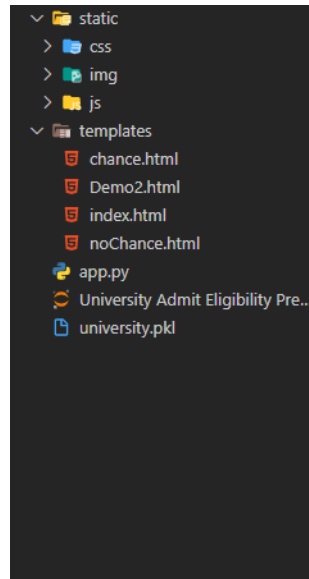 static
css
img
js
templates
chance.html
Demo2.html
index.html
noChance.html
app.py
University Admit Eligibility Pre...
university.pkl